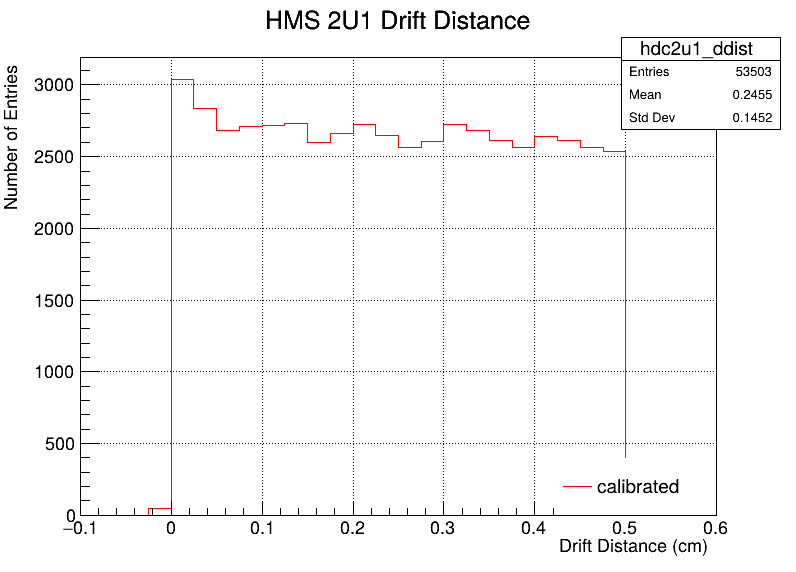 HMS 2U1 Drift Distance
hdc2u1_ddist
Entries 53503
Mean 0.2455
Std Dev 0.1452
Number of Entries
3000
2500
2000
1500
1000
500
0
−0.1 0 0.1 0.2 0.3 0.4 0.5 0.6
Drift Distance (cm)
calibrated